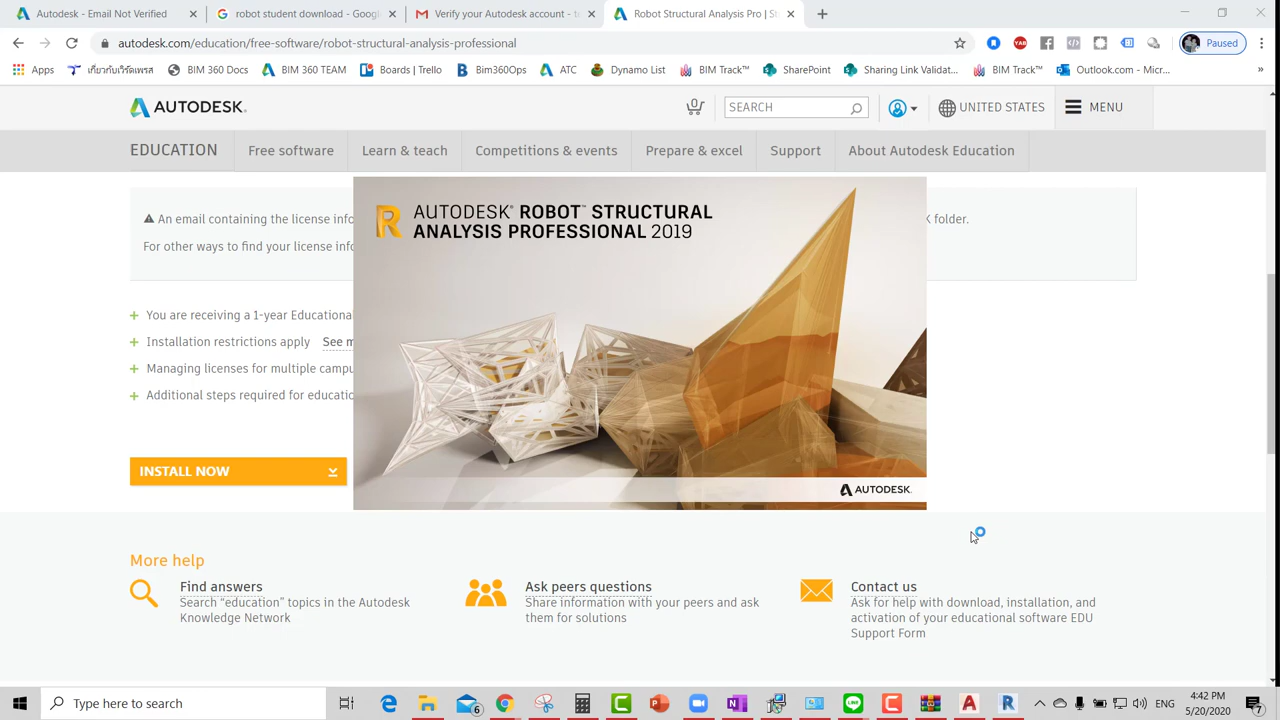 Autodesk - Email Not Verified
robot student download - Googl
Verify your Autodesk account - te
Robot Structural Analysis Pro | St
autodesk.com/education/free-software/robot-structural-analysis-professional
Paused
Apps
เกี่ยวกับเวิร์ดเพรส
BIM 360 Docs
BIM 360 TEAM
Boards | Trello
Bim360Ops
ATC
Dynamo List
BIM Track™
SharePoint
Sharing Link Validat...
BIM Track™
Outlook.com - Micr...
AUTODESK.
0
SEARCH
UNITED STATES
MENU
EDUCATION
Free software
Learn & teach
Competitions & events
Prepare & excel
Support
About Autodesk Education
An email containing the license info
K folder.
For other ways to find your license info
AUTODESK® ROBOT™ STRUCTURAL
ANALYSIS PROFESSIONAL 2019
You are receiving a 1-year Educational
Installation restrictions apply See m
Managing licenses for multiple campu
Additional steps required for educatio
INSTALL NOW
AUTODESK.
More help
Find answers
Search “education” topics in the Autodesk
Knowledge Network
Ask peers questions
Share information with your peers and ask
them for solutions
Contact us
Ask for help with download, installation, and
activation of your educational software EDU
Support Form
Type here to search
6
LINE
ENG
4:42 PM
5/20/2020
7